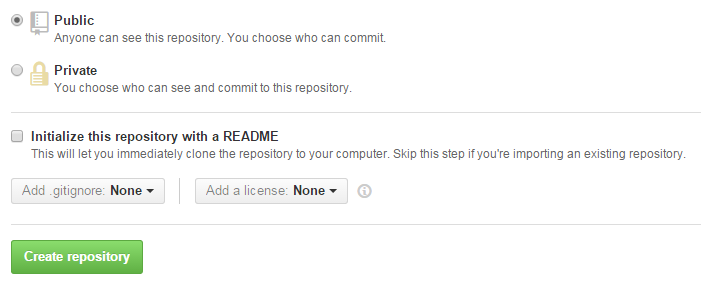 Public
Anyone can see this repository. You choose who can commit.
Private
You choose who can see and commit to this repository.
Initialize this repository with a README
This will let you immediately clone the repository to your computer. Skip this step if you're importing an existing repository.
Add .gitignore: None
Add a license: None
Create repository